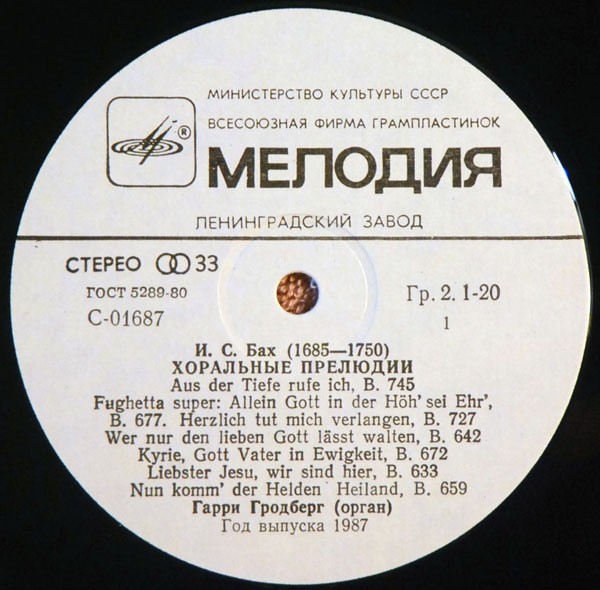 МИНИСТЕРСТВО КУЛЬТУРЫ СССР
ВСЕСОЮЗНАЯ ФИРМА ГРАМПЛАСТИНОК
®
МЕЛОДИЯ
ЛЕНИНГРАДСКИЙ ЗАВОД
СТЕРЕО 33
ГОСТ 5289-80
Гр. 2. 1-20
С-01687
1
И. С. Бах (1685—1750)
ХОРАЛЬНЫЕ ПРЕЛЮДИИ
Aus der Tiefe rufe ich, B. 745
Fughetta super: Allein Gott in der Höh' sei Ehr',
B. 677. Herzlich tut mich verlangen, B. 727
Wer nur den lieben Gott lässt walten, B. 642
Kyrie, Gott Vater in Ewigkeit, B. 672
Liebster Jesu, wir sind hier, B. 633
Nun komm' der Helden Heiland, B. 659
Гарри Гродберг (орган)
Год выпуска 1987